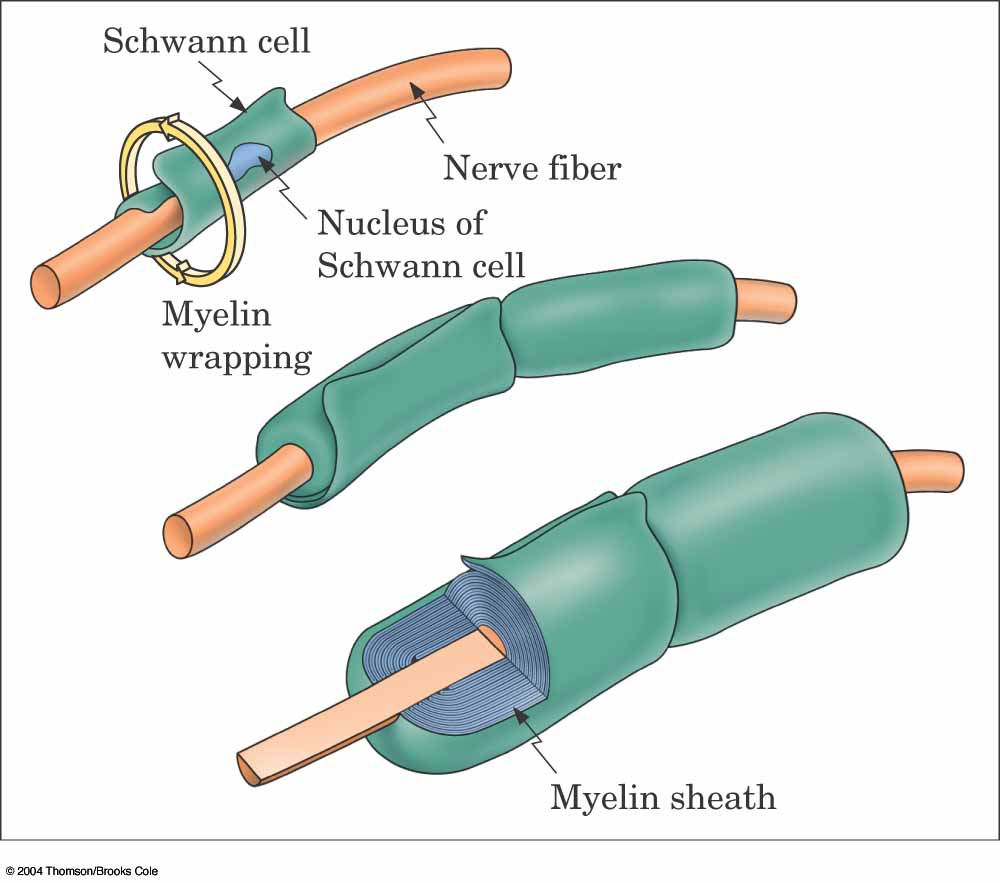 Schwann cell
Nerve fiber
Nucleus of
Schwann cell
Myelin
wrapping
Myelin sheath
© 2004 Thomson/Brooks Cole